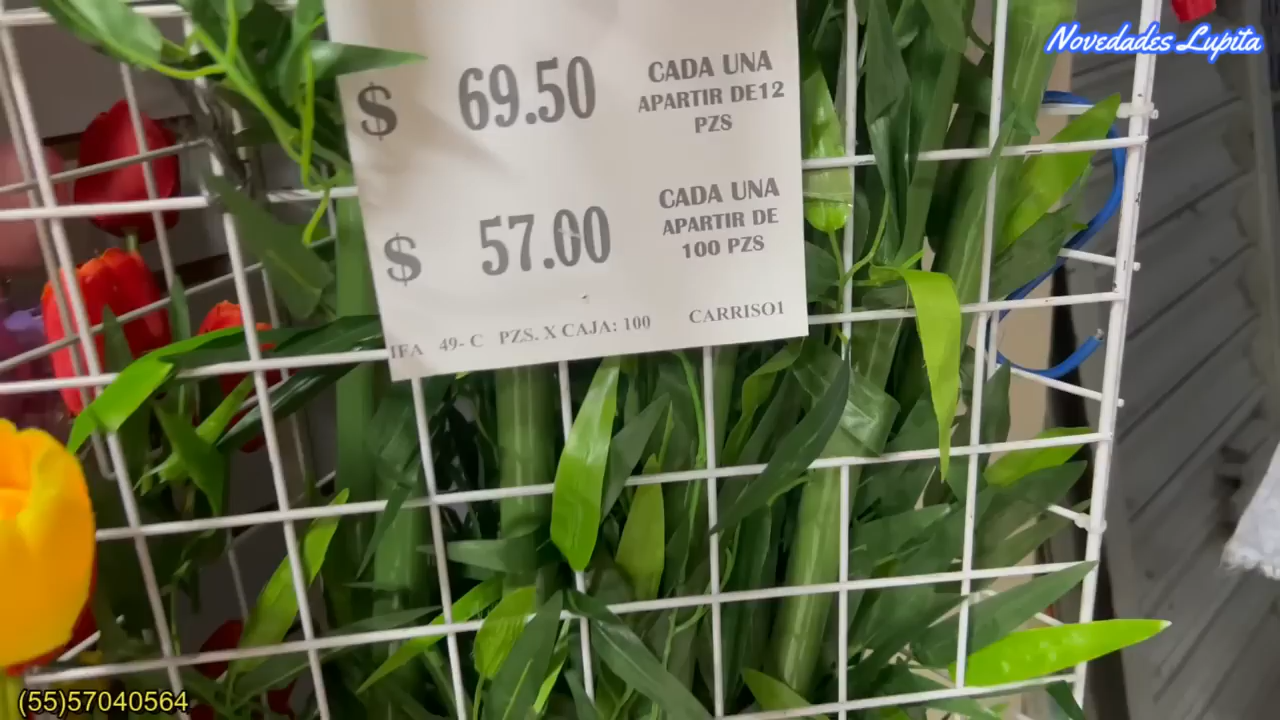 Novedades Lupita
$ 69.50 CADA UNA
APARTIR DE12
PZS
$ 57.00 CADA UNA
APARTIR DE
100 PZS
IFA 49- C PZS. X CAJA: 100 CARRISO1
(55)57040564